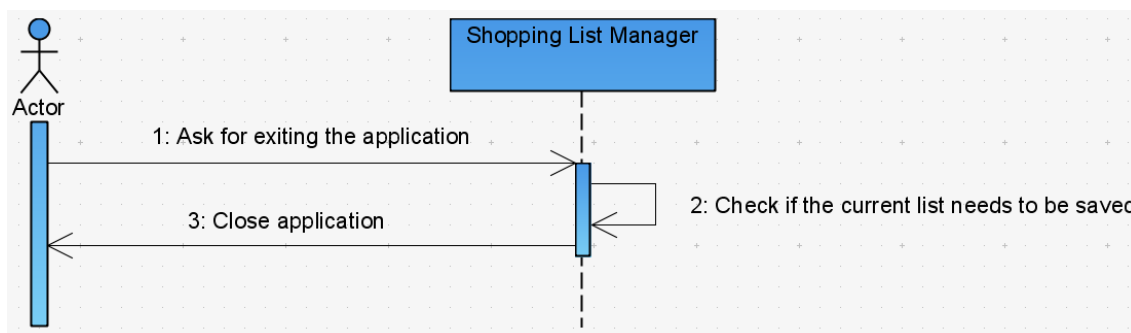 Shopping List Manager
Actor
1: Ask for exiting the application
2: Check if the current list needs to be saved
3: Close application